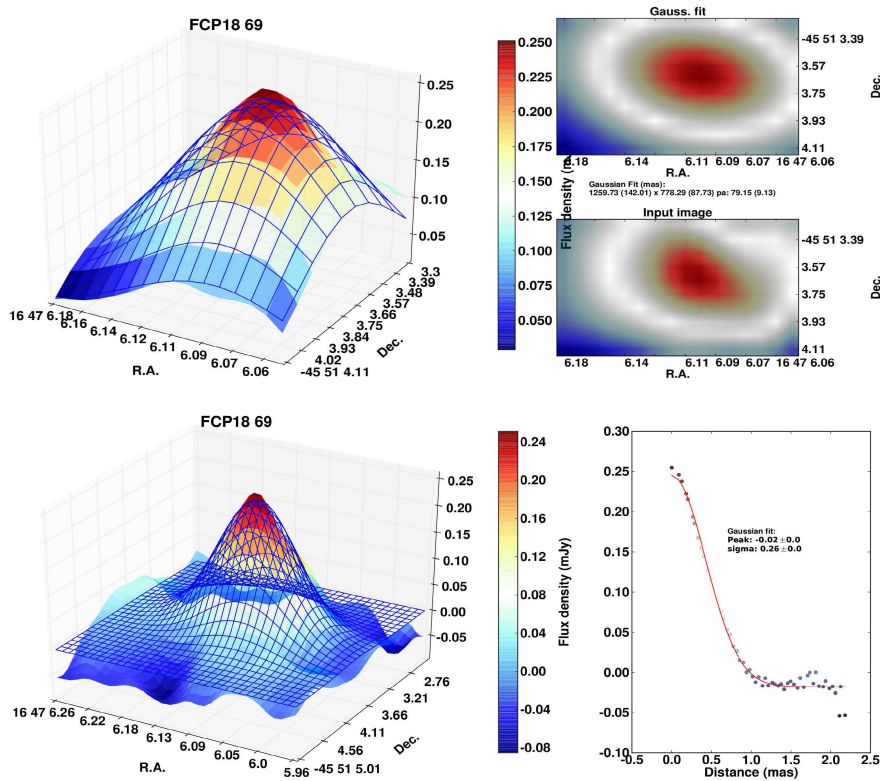 FCP18 69
0.25
0.20
0.15
0.10
0.05
3.3
3.39
3.48
3.57
3.66
3.75
3.84
3.93
4.02
-45 51 4.11
Dec.
16 47 6.18
6.16
6.14
6.12
6.11
6.09
6.07
6.06
R.A.
0.250
0.225
0.200
0.175
0.150
0.125
0.100
0.075
0.050
Flux density (m
Gauss. fit
-45 51 3.39
3.57
3.75
3.93
4.11
Dec.
6.18 6.14 6.11 6.09 6.07 16 47 6.06
R.A.
Gaussian Fit (mas):
1259.73 (142.01) x 778.29 (87.73) pa: 79.15 (9.13)
Input image
-45 51 3.39
3.57
3.75
3.93
4.11
Dec.
6.18 6.14 6.11 6.09 6.07 16 47 6.06
R.A.
FCP18 69
0.25
0.20
0.15
0.10
0.05
0.00
-0.05
2.76
3.21
3.66
4.11
4.56
-45 51 5.01
Dec.
16 47 6.26
6.22
6.18
6.13
6.09
6.05
6.0
5.96
R.A.
0.24
0.20
0.16
0.12
0.08
0.04
0.00
-0.04
-0.08
Flux density (mJy)
0.30
0.25
0.20
0.15
0.10
0.05
0.00
-0.05
-0.10
Gaussian fit:
Peak: -0.02±0.0
sigma: 0.26±0.0
-0.5 0.0 0.5 1.0 1.5 2.0 2.5
Distance (mas)